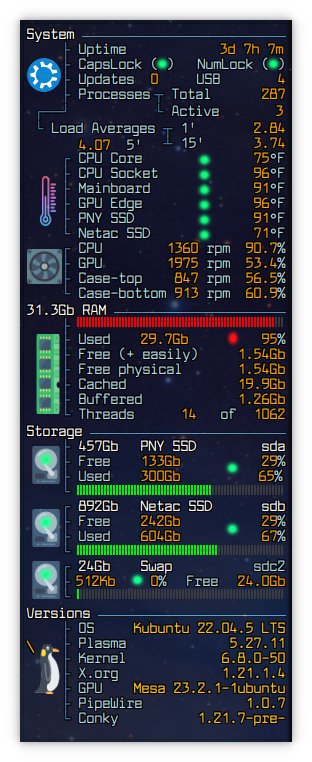 System
Uptime 3d 7h 7m
CapsLock ( ) NumLock ( )
Updates 0 USB 4
Processes Total 287
Active 3
Load Averages 1' 2.84
4.07 5' 15' 3.74
CPU Core 75°F
CPU Socket 96°F
Mainboard 91°F
GPU Edge 96°F
PNY SSD 91°F
Netac SSD 71°F
CPU 1360 rpm 90.7%
GPU 1975 rpm 53.4%
Case-top 847 rpm 56.5%
Case-bottom 913 rpm 60.9%
31.3Gb RAM
Used 29.7Gb 95%
Free (+ easily) 1.54Gb
Free physical 1.54Gb
Cached 19.9Gb
Buffered 1.26Gb
Threads 14 of 1062
Storage
457Gb PNY SSD sda
Free 133Gb 29%
Used 300Gb 65%
892Gb Netac SSD sdb
Free 242Gb 29%
Used 604Gb 67%
24Gb Swap sdc2
512Kb 0% Free 24.0Gb
Versions
OS Kubuntu 22.04.5 LTS
Plasma 5.27.11
Kernel 6.8.0-50
X.org 1.21.1.4
GPU Mesa 23.2.1-1ubuntu
PipeWire 1.0.7
Conky 1.21.7-pre-